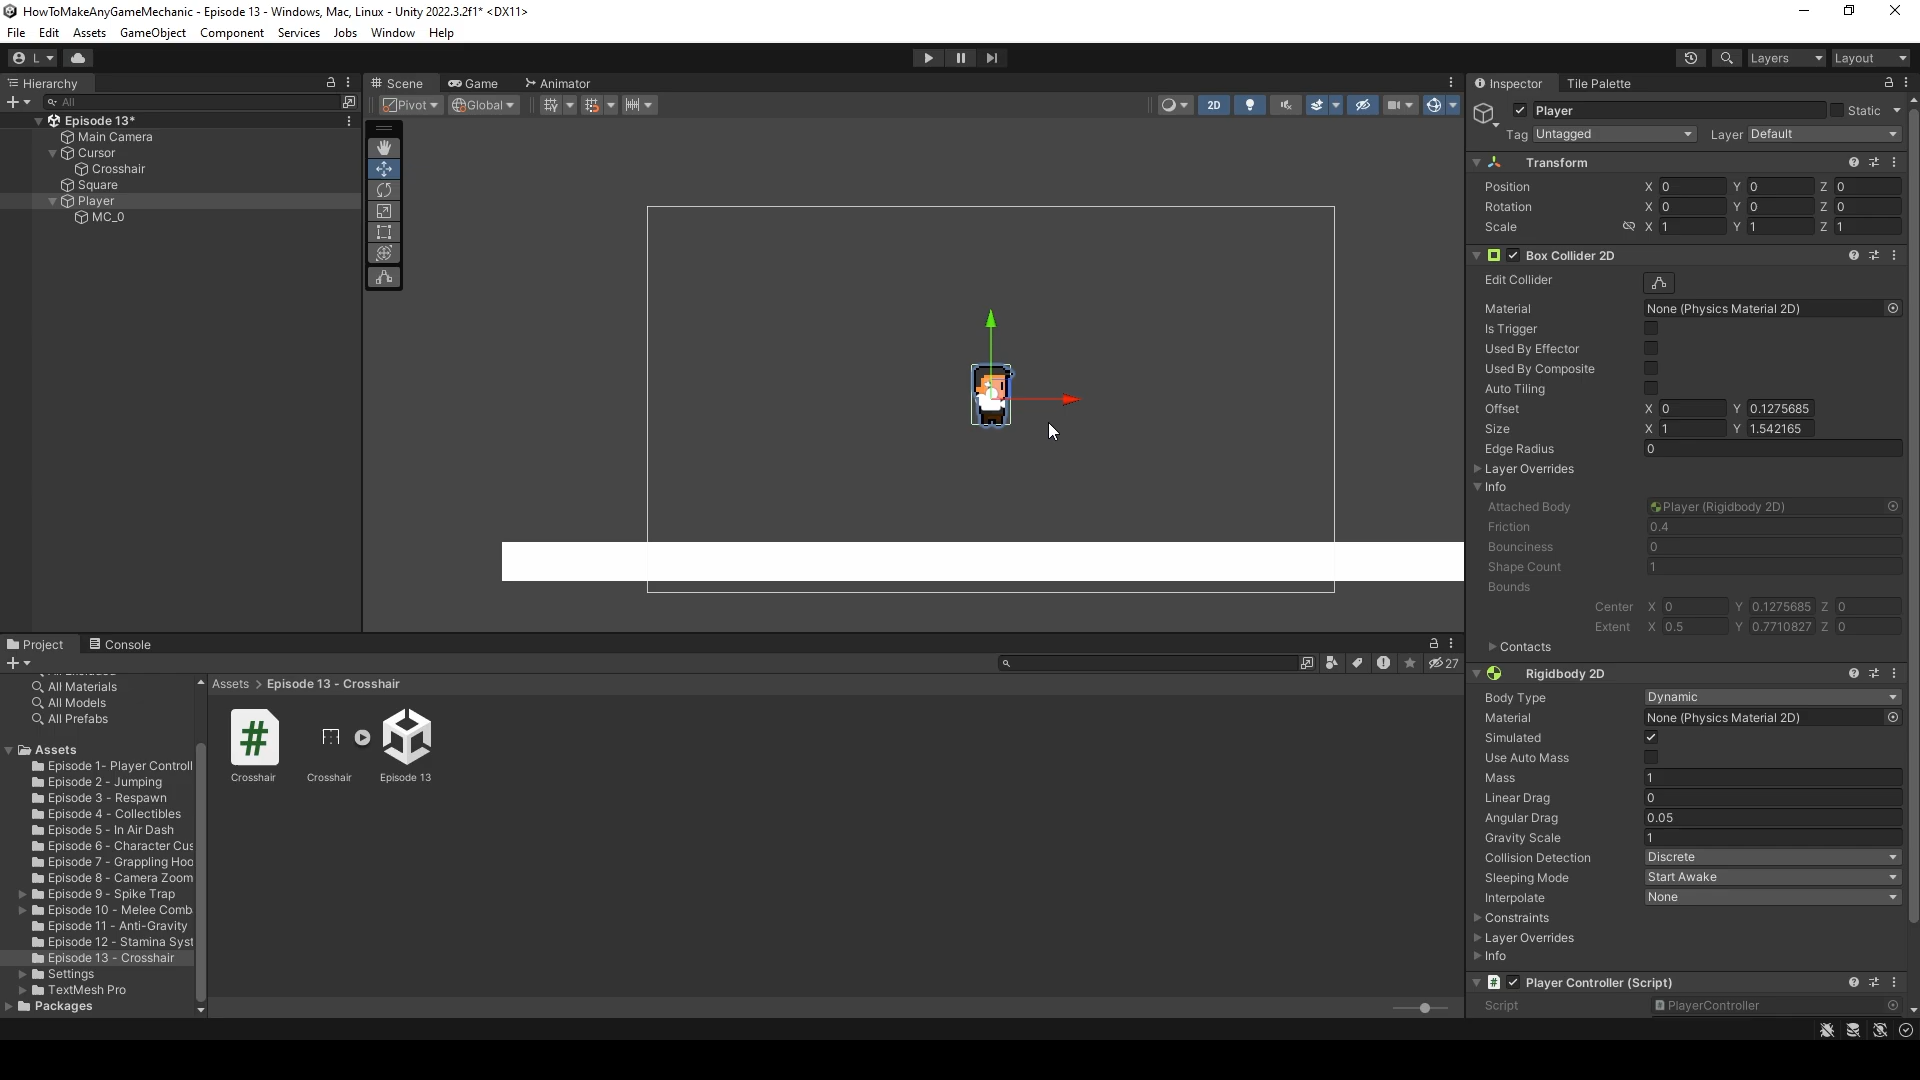 HowToMakeAnyGameMechanic - Episode 13 - Windows, Mac, Linux - Unity 2022.3.2f1* <DX11>
File Edit Assets GameObject Component Services Jobs Window Help
L Layers Layout
Hierarchy Scene Game Animator Inspector Tile Palette
All Pivot Global 2D
Player Static
Tag Untagged Layer Default
Episode 13*
Main Camera
Cursor
Crosshair
Square
Player
MC_0
Transform
Position X 0 Y 0 Z 0
Rotation X 0 Y 0 Z 0
Scale X 1 Y 1 Z 1
Box Collider 2D
Edit Collider
Material None (Physics Material 2D)
Is Trigger
Used By Effector
Used By Composite
Auto Tiling
Offset X 0 Y 0.1275685
Size X 1 Y 1.542165
Edge Radius 0
Layer Overrides
Info
Attached Body Player (Rigidbody 2D)
Friction 0.4
Bounciness 0
Shape Count 1
Bounds
Center X 0 Y 0.1275685 Z 0
Extent X 0.5 Y 0.7710827 Z 0
Contacts
Rigidbody 2D
Body Type Dynamic
Material None (Physics Material 2D)
Simulated
Use Auto Mass
Mass 1
Linear Drag 0
Angular Drag 0.05
Gravity Scale 1
Collision Detection Discrete
Sleeping Mode Start Awake
Interpolate None
Constraints
Layer Overrides
Info
Player Controller (Script)
Script PlayerController
Project Console
27
All Materials
All Models
All Prefabs
Assets
Episode 1- Player Controll
Episode 2 - Jumping
Episode 3 - Respawn
Episode 4 - Collectibles
Episode 5 - In Air Dash
Episode 6 - Character Cus
Episode 7 - Grappling Hoo
Episode 8 - Camera Zoom
Episode 9 - Spike Trap
Episode 10 - Melee Comb
Episode 11 - Anti-Gravity
Episode 12 - Stamina Syst
Episode 13 - Crosshair
Settings
TextMesh Pro
Packages
Assets > Episode 13 - Crosshair
#
Crosshair Crosshair Episode 13